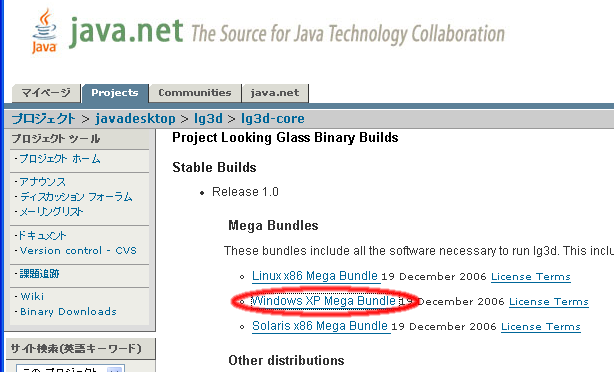 Java
java.net The Source for Java Technology Collaboration
マイページ Projects Communities java.net
プロジェクト > javadesktop > lg3d > lg3d-core
プロジェクト ツール
・プロジェクト ホーム
・アナウンス
・ディスカッション フォーラム
・メーリングリスト
・ドキュメント
・Version control - CVS
・課題追跡
・Wiki
・Binary Downloads
サイト検索(英語キーワード)
このプロジェクト
Project Looking Glass Binary Builds
Stable Builds
Release 1.0
Mega Bundles
These bundles include all the software necessary to run lg3d. This inclu
Linux x86 Mega Bundle 19 December 2006 License Terms
Windows XP Mega Bundle 19 December 2006 License Terms
Solaris x86 Mega Bundle 19 December 2006 License Terms
Other distributions